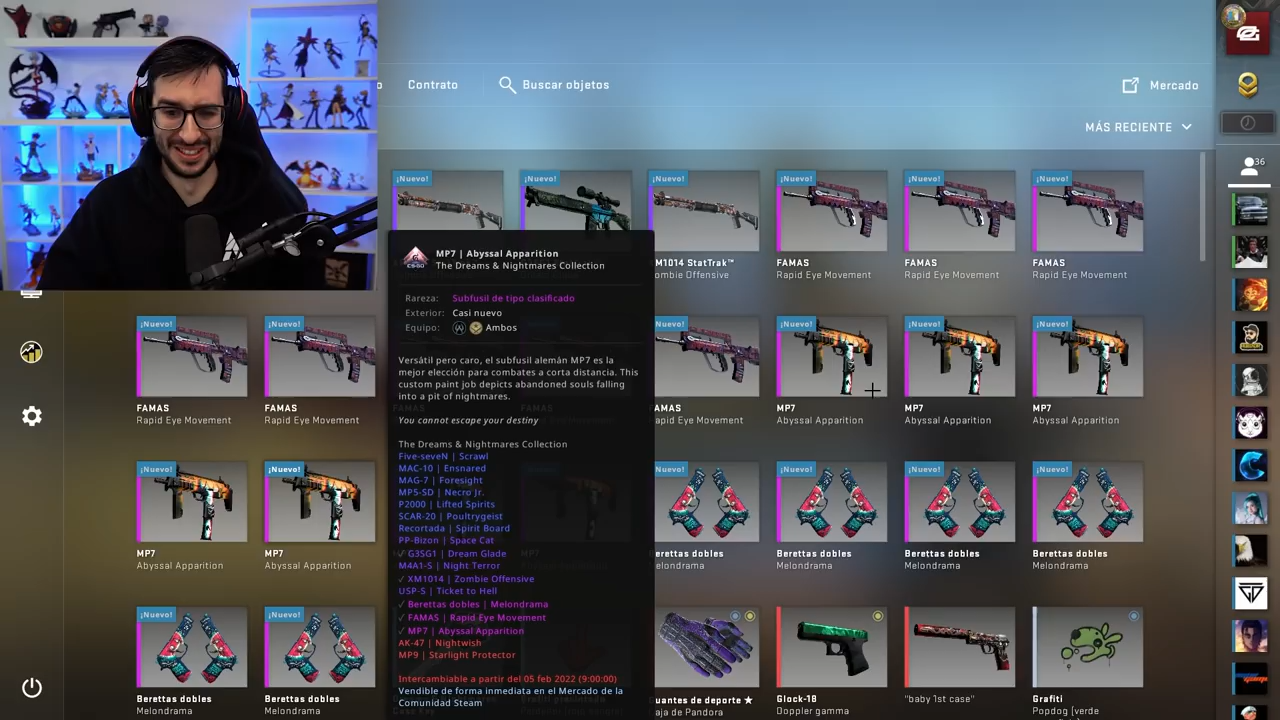 Contrato
Buscar objetos
Mercado
MÁS RECIENTE
36
¡Nuevo!
¡Nuevo!
¡Nuevo!
¡Nuevo!
¡Nuevo!
M1014 StatTrak™
Zombie Offensive
FAMAS
Rapid Eye Movement
FAMAS
Rapid Eye Movement
FAMAS
Rapid Eye Movement
MP7 | Abyssal Apparition
The Dreams & Nightmares Collection
Rareza: Subfusil de tipo clasificado
Exterior: Casi nuevo
Equipo: Ambos
Versátil pero caro, el subfusil alemán MP7 es la
mejor elección para combates a corta distancia. This
custom paint job depicts abandoned souls falling
into a pit of nightmares.
You cannot escape your destiny
The Dreams & Nightmares Collection
Five-seveN | Scrawl
MAC-10 | Ensnared
MAG-7 | Foresight
MP5-SD | Necro Jr.
P2000 | Lifted Spirits
SCAR-20 | Poultrygeist
Recortada | Spirit Board
PP-Bizon | Space Cat
✓ G3SG1 | Dream Glade
M4A1-S | Night Terror
✓ XM1014 | Zombie Offensive
USP-S | Ticket to Hell
✓ Berettas dobles | Melondrama
✓ FAMAS | Rapid Eye Movement
✓ MP7 | Abyssal Apparition
AK-47 | Nightwish
MP9 | Starlight Protector
Intercambiable a partir del 05 feb 2022 (9:00:00)
Vendible de forma inmediata en el Mercado de la
Comunidad Steam
¡Nuevo!
¡Nuevo!
¡Nuevo!
¡Nuevo!
¡Nuevo!
FAMAS
Rapid Eye Movement
FAMAS
Rapid Eye Movement
FAMAS
Rapid Eye Movement
MP7
Abyssal Apparition
MP7
Abyssal Apparition
MP7
Abyssal Apparition
¡Nuevo!
¡Nuevo!
¡Nuevo!
¡Nuevo!
¡Nuevo!
MP7
Abyssal Apparition
MP7
Abyssal Apparition
Berettas dobles
Melondrama
Berettas dobles
Melondrama
Berettas dobles
Melondrama
Berettas dobles
Melondrama
¡Nuevo!
¡Nuevo!
Berettas dobles
Melondrama
Berettas dobles
Melondrama
uantes de deporte ★
aja de Pandora
Glock-18
Doppler gamma
"baby 1st case"
Grafiti
Popdog (verde